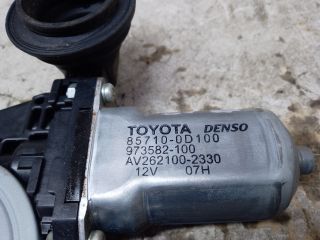 TOYOTA DENSO
85710-0D100
973582-100
AV262100-2330
12V 07H